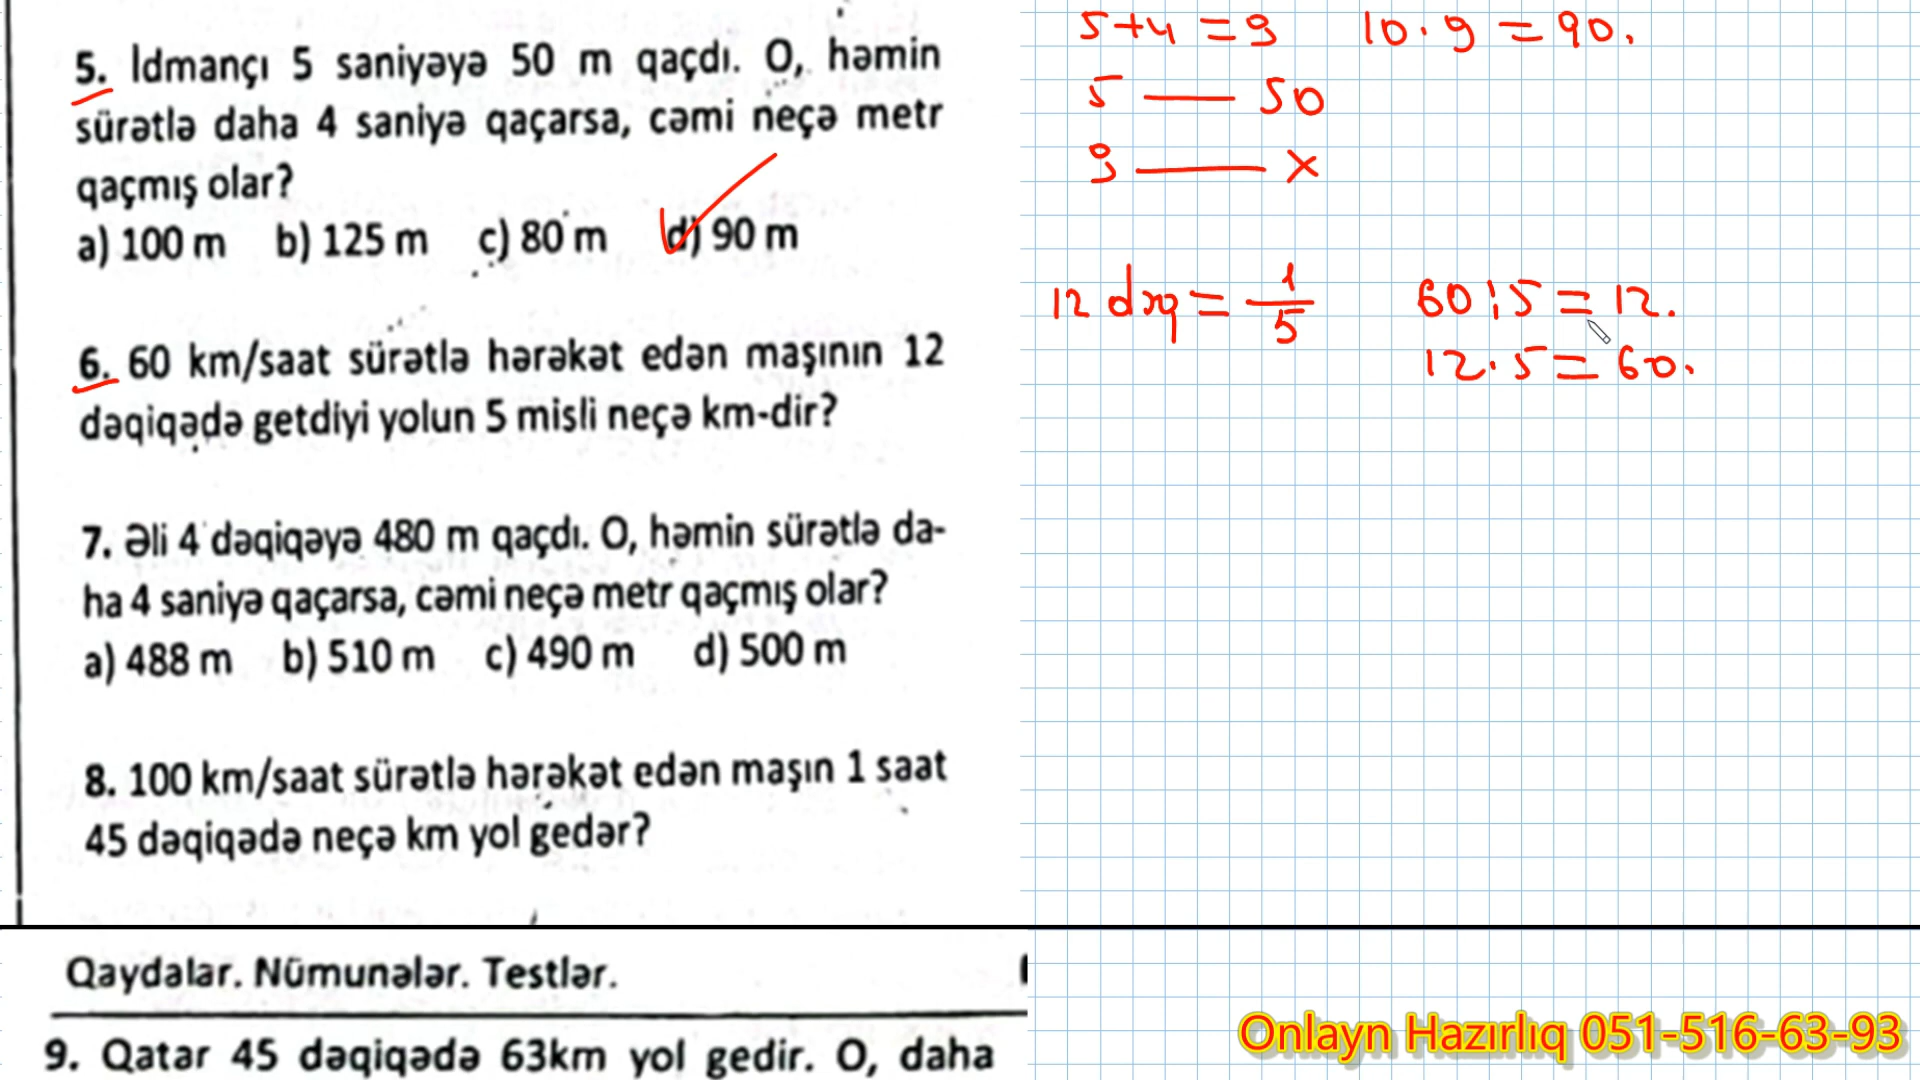 5. İdmançı 5 saniyəyə 50 m qaçdı. O, həmin
sürətlə daha 4 saniyə qaçarsa, cəmi neçə metr
qaçmış olar?
a) 100 m b) 125 m c) 80 m d) 90 m
6. 60 km/saat sürətlə hərəkət edən maşının 12
dəqiqədə getdiyi yolun 5 misli neçə km-dir?
7. Əli 4 dəqiqəyə 480 m qaçdı. O, həmin sürətlə da-
ha 4 saniyə qaçarsa, cəmi neçə metr qaçmış olar?
a) 488 m b) 510 m c) 490 m d) 500 m
8. 100 km/saat sürətlə hərəkət edən maşın 1 saat
45 dəqiqədə neçə km yol gedər?
Qaydalar. Nümunələr. Testlər.
9. Qatar 45 dəqiqədə 63km yol gedir. O, daha
5+4=9 10·9=90.
5 — 50
9 — x
12 dəq = 1/5 60:5=12.
12·5=60.
Onlayn Hazırlıq 051-516-63-93